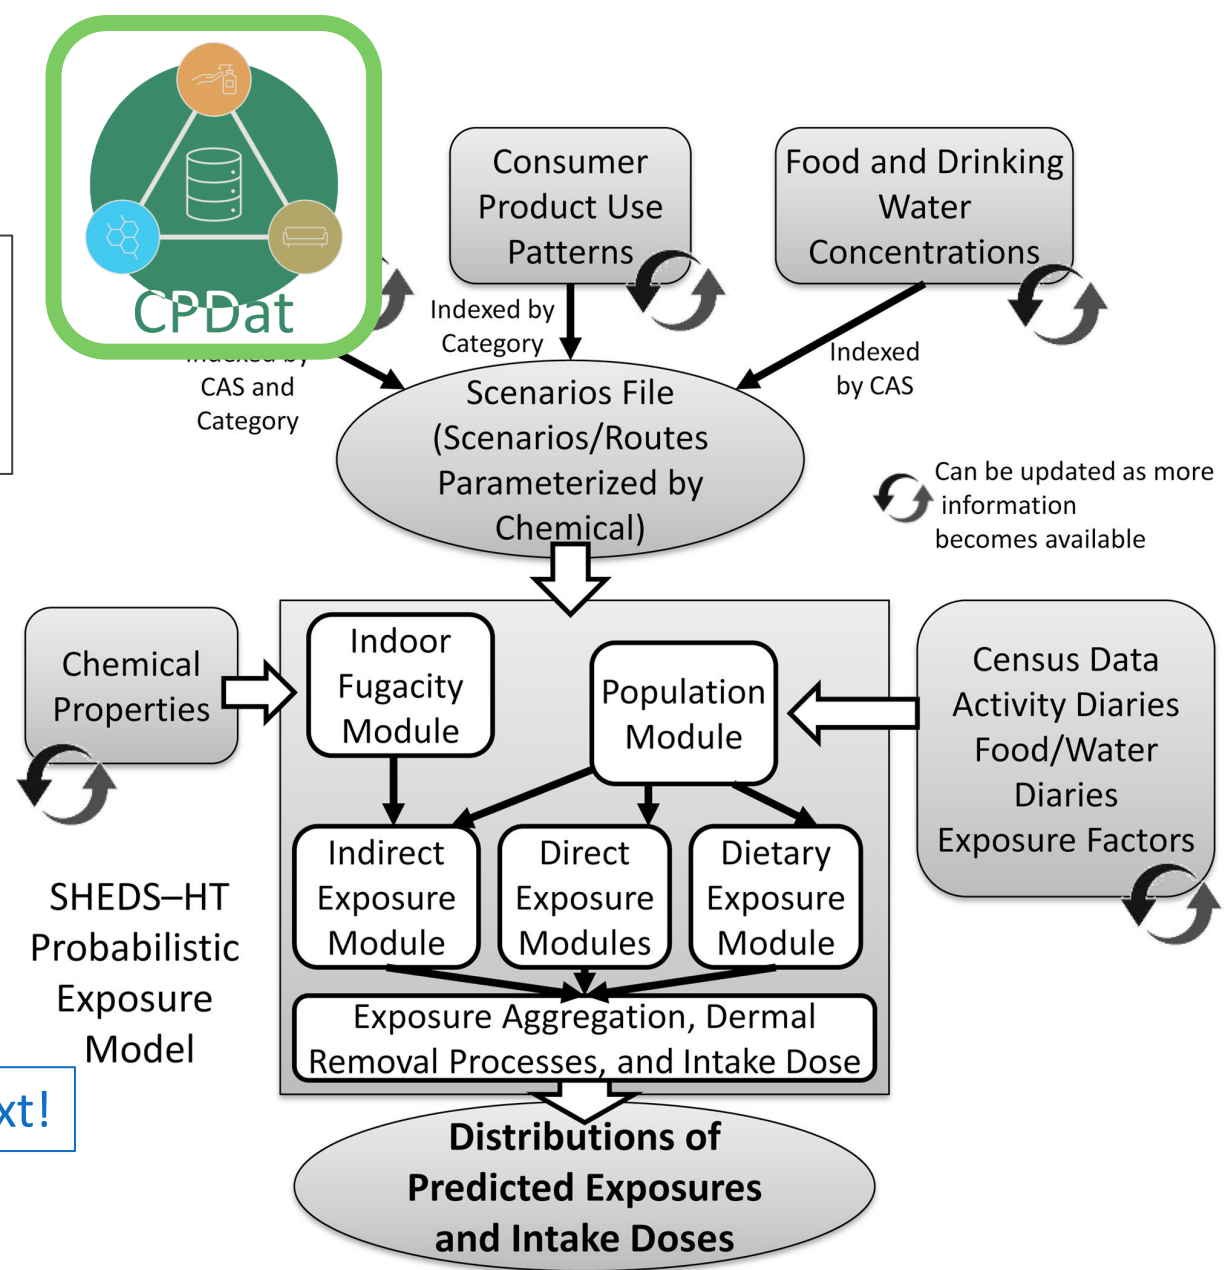 CPDat
Consumer
Product Use
Patterns
Food and Drinking
Water
Concentrations
Indexed by
CAS and
Category
Indexed by
Category
Indexed
by CAS
Scenarios File
(Scenarios/Routes
Parameterized by
Chemical)
Can be updated as more
information
becomes available
Chemical
Properties
Indoor
Fugacity
Module
Population
Module
Census Data
Activity Diaries
Food/Water
Diaries
Exposure Factors
Indirect
Exposure
Module
Direct
Exposure
Modules
Dietary
Exposure
Module
SHEDS–HT
Probabilistic
Exposure
Model
Exposure Aggregation, Dermal
Removal Processes, and Intake Dose
xt!
Distributions of
Predicted Exposures
and Intake Doses